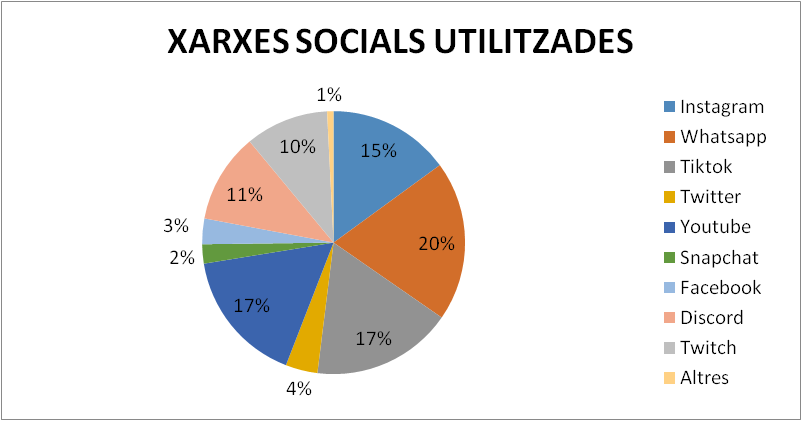 XARXES SOCIALS UTILITZADES
1%
10%
15%
11%
3%
2%
20%
17%
4%
17%
Instagram
Whatsapp
Tiktok
Twitter
Youtube
Snapchat
Facebook
Discord
Twitch
Altres